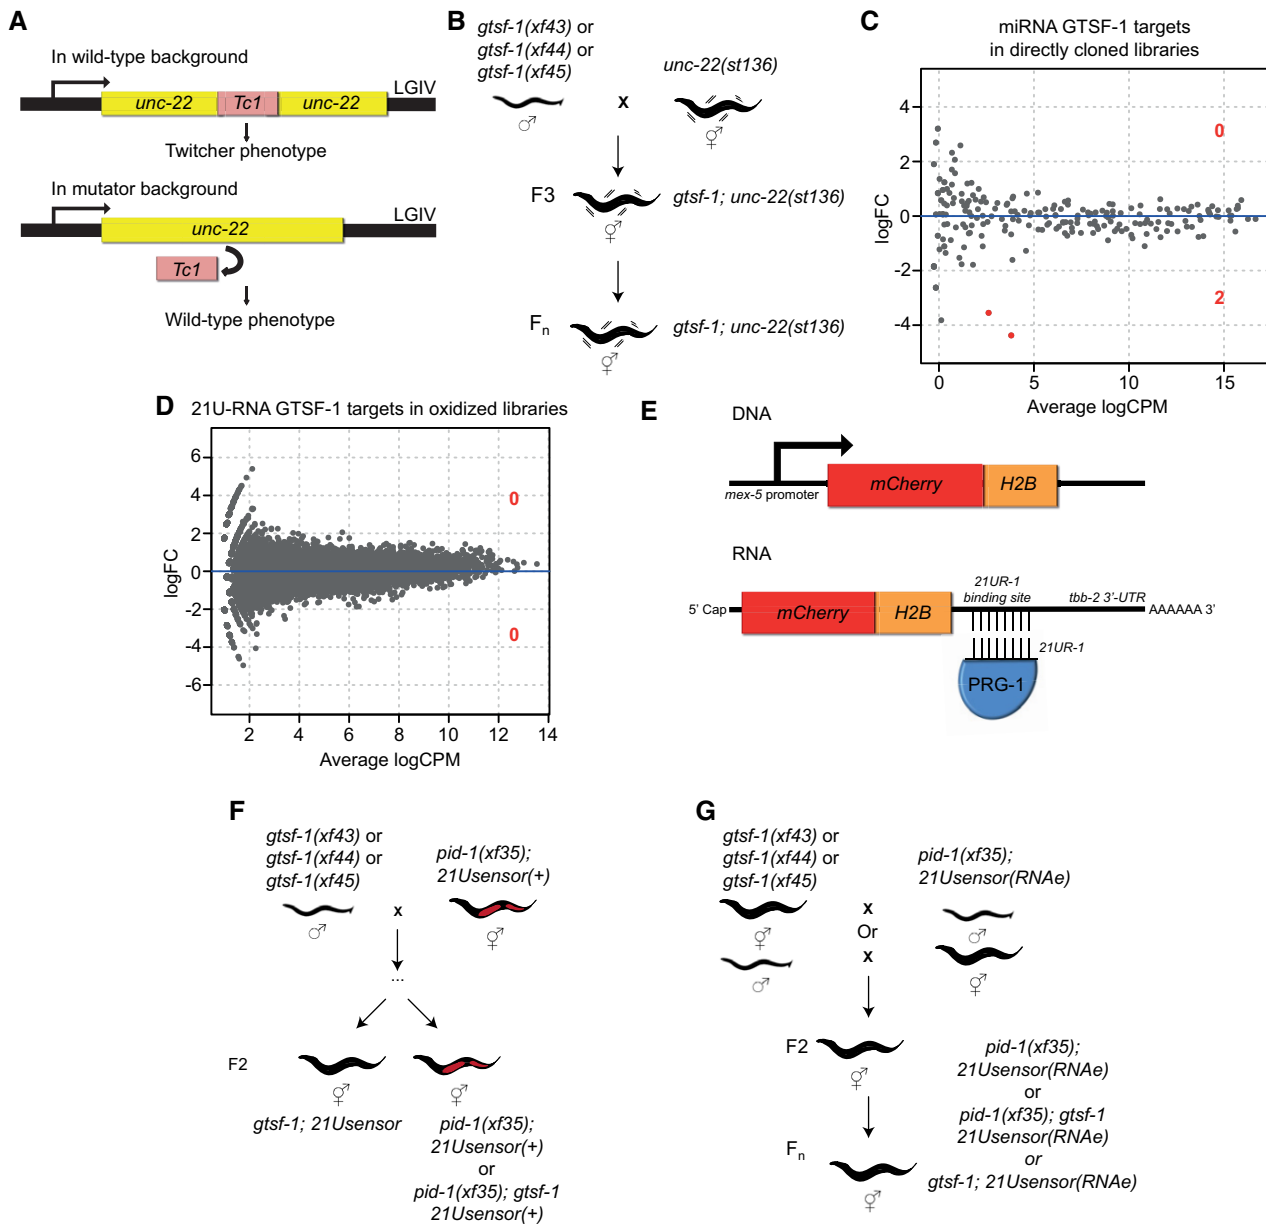 A
In wild-type background
LGIV
unc-22
Tc1
unc-22
Twitcher phenotype
In mutator background
LGIV
unc-22
Tc1
Wild-type phenotype
B
gtsf-1(xf43) or
gtsf-1(xf44) or
gtsf-1(xf45)
unc-22(st136)
x
♂
⚥
F3
gtsf-1; unc-22(st136)
⚥
Fn
gtsf-1; unc-22(st136)
⚥
C
miRNA GTSF-1 targets
in directly cloned libraries
logFC
4
2
0
-2
-4
0
2
0
5
10
15
Average logCPM
D
21U-RNA GTSF-1 targets in oxidized libraries
logFC
6
4
2
0
-2
-4
-6
0
0
2
4
6
8
10
12
14
Average logCPM
E
DNA
mex-5 promoter
mCherry
H2B
RNA
5' Cap
mCherry
H2B
21UR-1
binding site
tbb-2 3'-UTR
AAAAAA 3'
21UR-1
PRG-1
F
gtsf-1(xf43) or
gtsf-1(xf44) or
gtsf-1(xf45)
pid-1(xf35);
21Usensor(+)
x
♂
⚥
...
F2
⚥
⚥
gtsf-1; 21Usensor
pid-1(xf35);
21Usensor(+)
or
pid-1(xf35); gtsf-1
21Usensor(+)
G
gtsf-1(xf43) or
gtsf-1(xf44) or
gtsf-1(xf45)
pid-1(xf35);
21Usensor(RNAe)
x
Or
x
⚥
♂
♂
⚥
F2
⚥
pid-1(xf35);
21Usensor(RNAe)
or
pid-1(xf35); gtsf-1
21Usensor(RNAe)
or
gtsf-1; 21Usensor(RNAe)
Fn
⚥